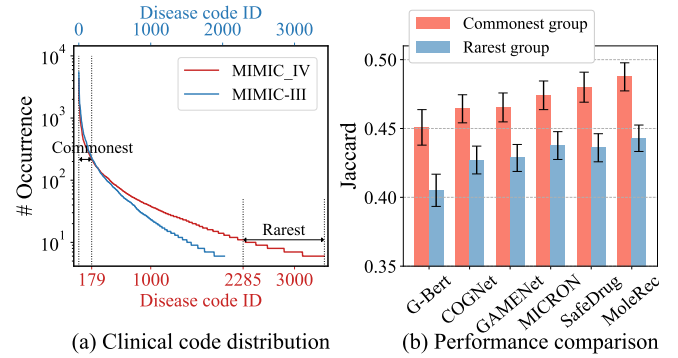 Disease code ID
0 1000 2000 3000
10^4
10^3
10^2
10^1
# Occurrence
MIMIC_IV
MIMIC-III
Commonest
Rarest
179 1000 2285 3000
Disease code ID
(a) Clinical code distribution
Commonest group
Rarest group
0.50
0.45
0.40
0.35
Jaccard
G-Bert
COGNet
GAMENet
MICRON
SafeDrug
MoleRec
(b) Performance comparison